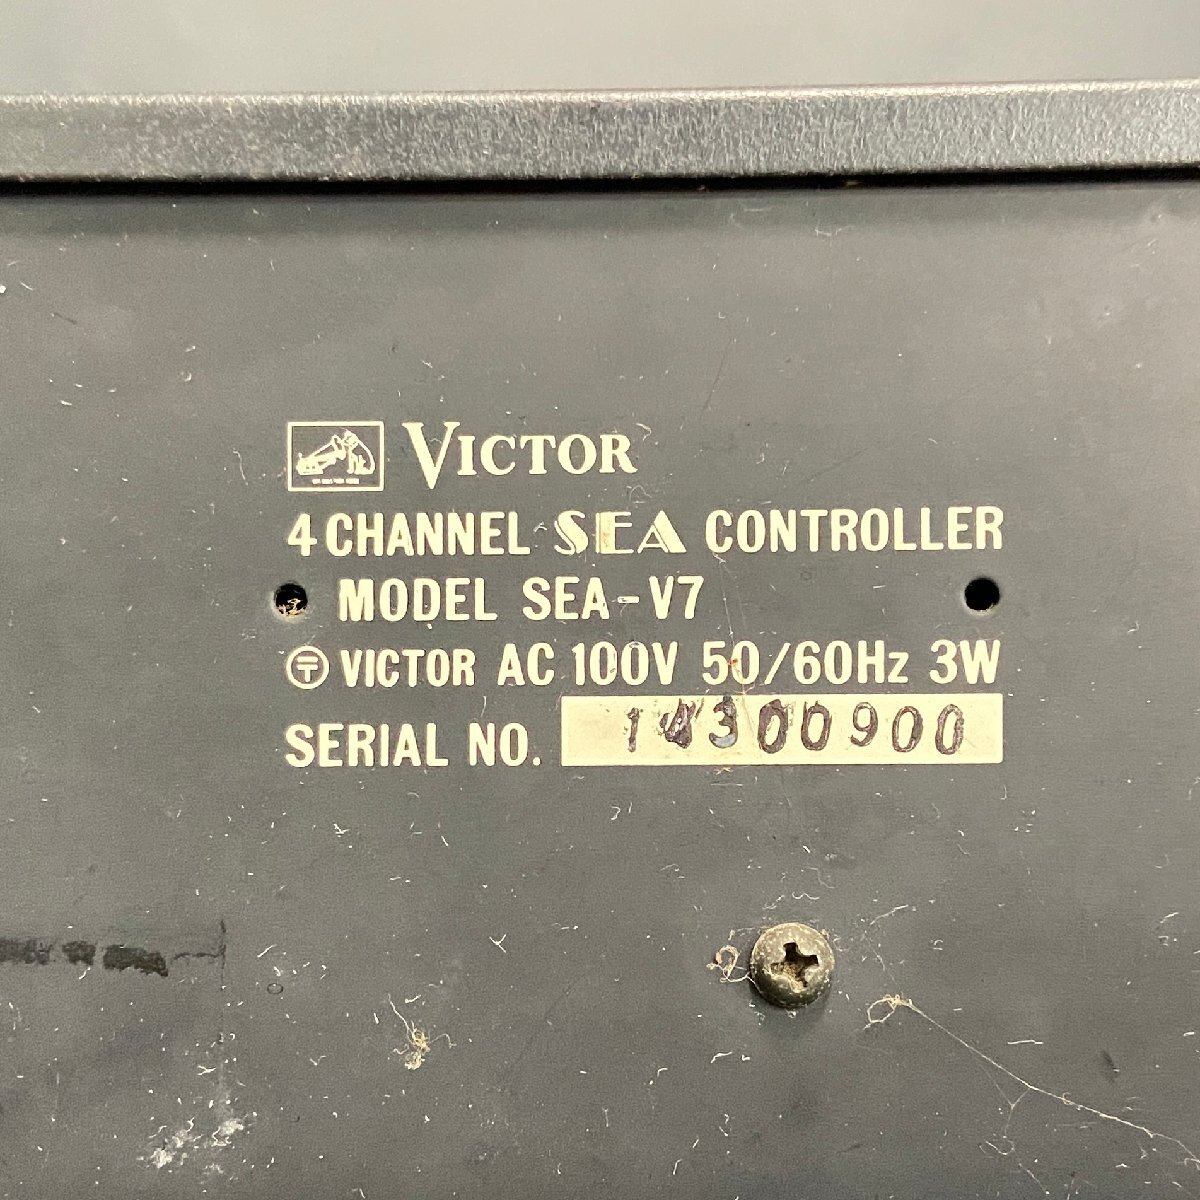 VICTOR
4 CHANNEL SEA CONTROLLER
MODEL SEA-V7
〒 VICTOR AC 100V 50/60Hz 3W
SERIAL NO. 14300900